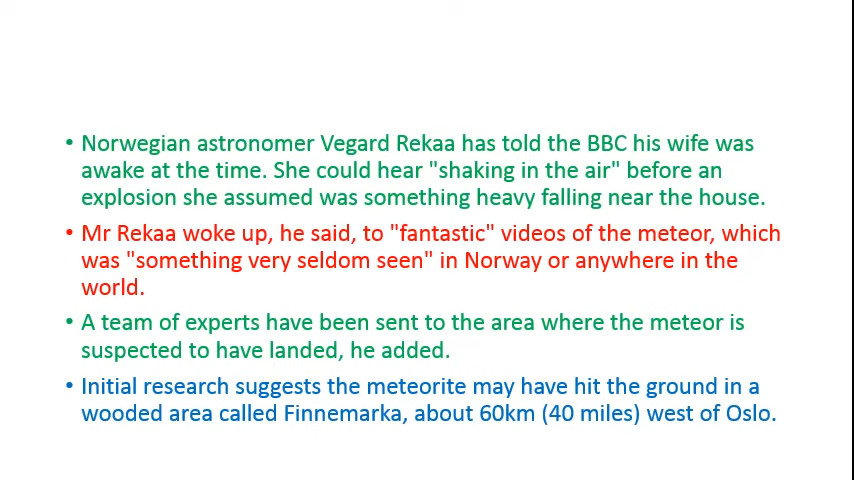 • Norwegian astronomer Vegard Rekaa has told the BBC his wife was
awake at the time. She could hear "shaking in the air" before an
explosion she assumed was something heavy falling near the house.
• Mr Rekaa woke up, he said, to "fantastic" videos of the meteor, which
was "something very seldom seen" in Norway or anywhere in the
world.
• A team of experts have been sent to the area where the meteor is
suspected to have landed, he added.
• Initial research suggests the meteorite may have hit the ground in a
wooded area called Finnemarka, about 60km (40 miles) west of Oslo.